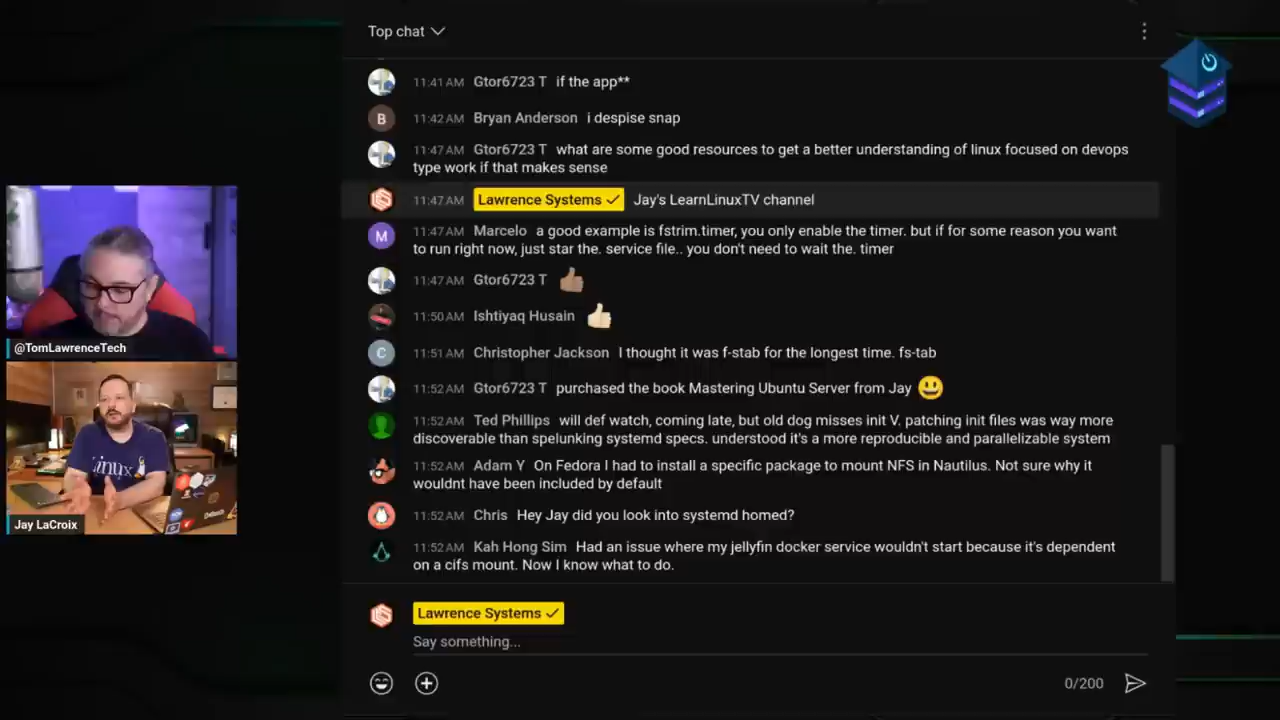 Top chat
11:41 AM Gtor6723 T if the app**
B 11:42 AM Bryan Anderson i despise snap
11:47 AM Gtor6723 T what are some good resources to get a better understanding of linux focused on devops
type work if that makes sense
11:47 AM Lawrence Systems ✓ Jay's LearnLinuxTV channel
M 11:47 AM Marcelo a good example is fstrim.timer, you only enable the timer. but if for some reason you want
to run right now, just star the. service file.. you don't need to wait the. timer
11:47 AM Gtor6723 T 👍🏽
11:50 AM Ishtiyaq Husain 👍🏻
C 11:51 AM Christopher Jackson I thought it was f-stab for the longest time. fs-tab
11:52 AM Gtor6723 T purchased the book Mastering Ubuntu Server from Jay 😃
11:52 AM Ted Phillips will def watch, coming late, but old dog misses init V. patching init files was way more
discoverable than spelunking systemd specs. understood it's a more reproducible and parallelizable system
11:52 AM Adam Y On Fedora I had to install a specific package to mount NFS in Nautilus. Not sure why it
wouldnt have been included by default
11:52 AM Chris Hey Jay did you look into systemd homed?
11:52 AM Kah Hong Sim Had an issue where my jellyfin docker service wouldn't start because it's dependent
on a cifs mount. Now I know what to do.
Lawrence Systems ✓
Say something...
0/200
@TomLawrenceTech
Linux
Jay LaCroix